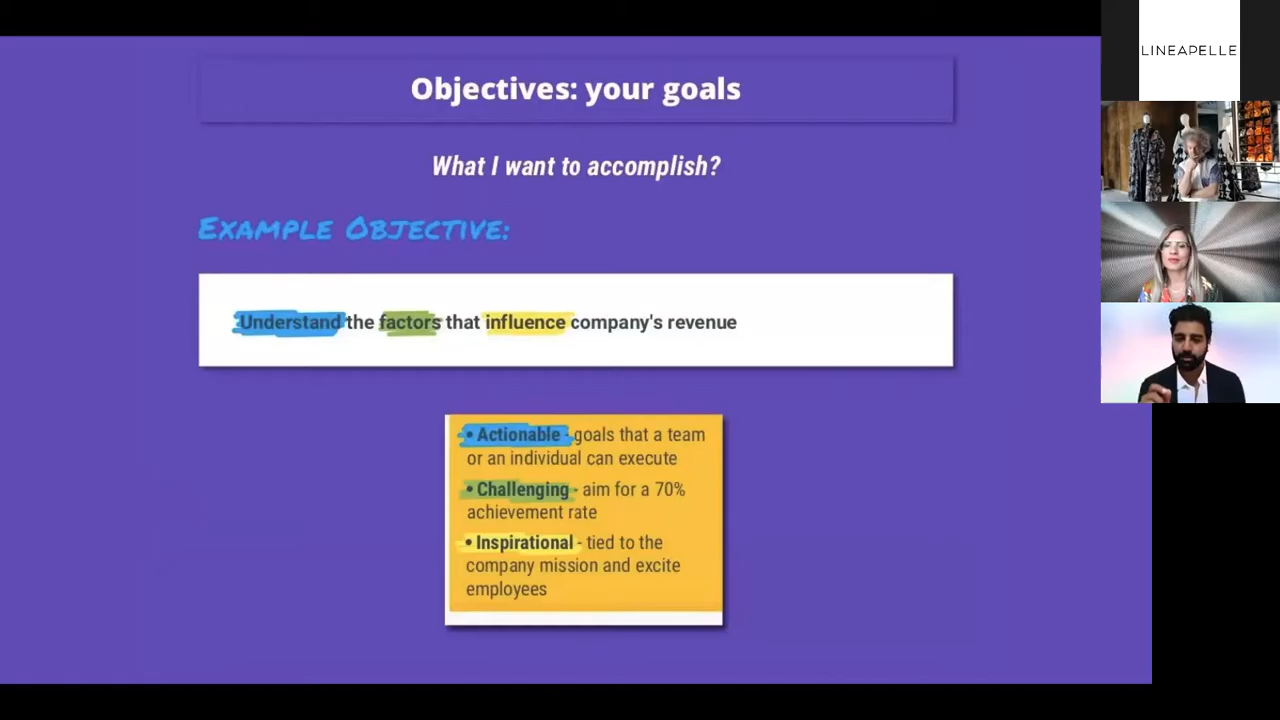 Objectives: your goals
What I want to accomplish?
EXAMPLE OBJECTIVE:
Understand the factors that influence company's revenue
• Actionable - goals that a team
or an individual can execute
• Challenging - aim for a 70%
achievement rate
• Inspirational - tied to the
company mission and excite
employees
LINEAPELLE